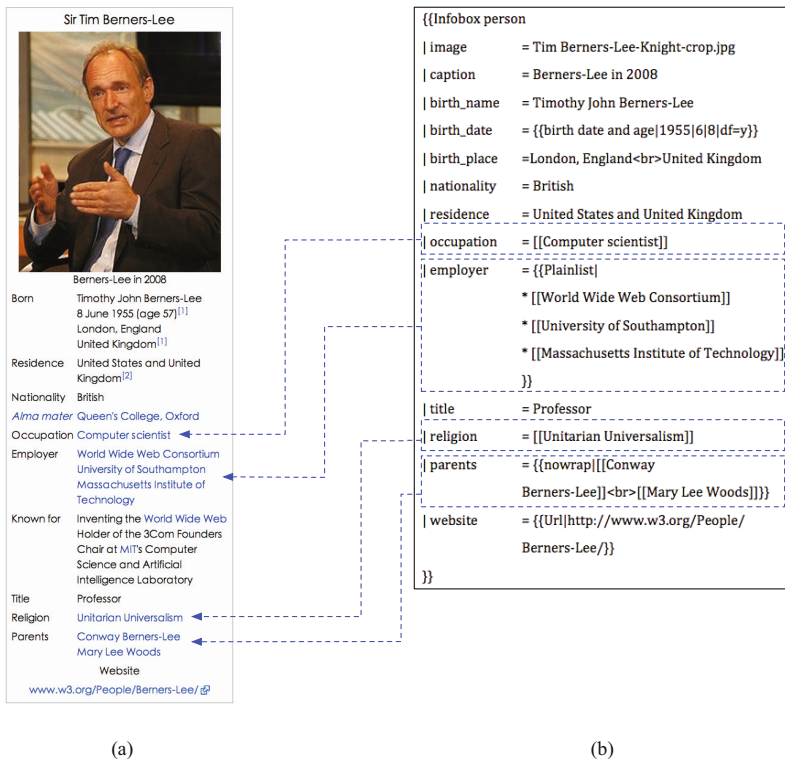 Sir Tim Berners-Lee
Berners-Lee in 2008
Born Timothy John Berners-Lee
8 June 1955 (age 57)[1]
London, England
United Kingdom[1]
Residence United States and United
Kingdom[2]
Nationality British
Alma mater Queen's College, Oxford
Occupation Computer scientist
Employer World Wide Web Consortium
University of Southampton
Massachusetts Institute of
Technology
Known for Inventing the World Wide Web
Holder of the 3Com Founders
Chair at MIT's Computer
Science and Artificial
Intelligence Laboratory
Title Professor
Religion Unitarian Universalism
Parents Conway Berners-Lee
Mary Lee Woods
Website
www.w3.org/People/Berners-Lee/
(a)
{{Infobox person
| image = Tim Berners-Lee-Knight-crop.jpg
| caption = Berners-Lee in 2008
| birth_name = Timothy John Berners-Lee
| birth_date = {{birth date and age|1955|6|8|df=y}}
| birth_place =London, England<br>United Kingdom
| nationality = British
| residence = United States and United Kingdom
| occupation = [[Computer scientist]]
| employer = {{Plainlist|
* [[World Wide Web Consortium]]
* [[University of Southampton]]
* [[Massachusetts Institute of Technology]]
}}
| title = Professor
| religion = [[Unitarian Universalism]]
| parents = {{nowrap|[[Conway
Berners-Lee]]<br>[[Mary Lee Woods]]}}
| website = {{Url|http://www.w3.org/People/
Berners-Lee/}}
}}
(b)